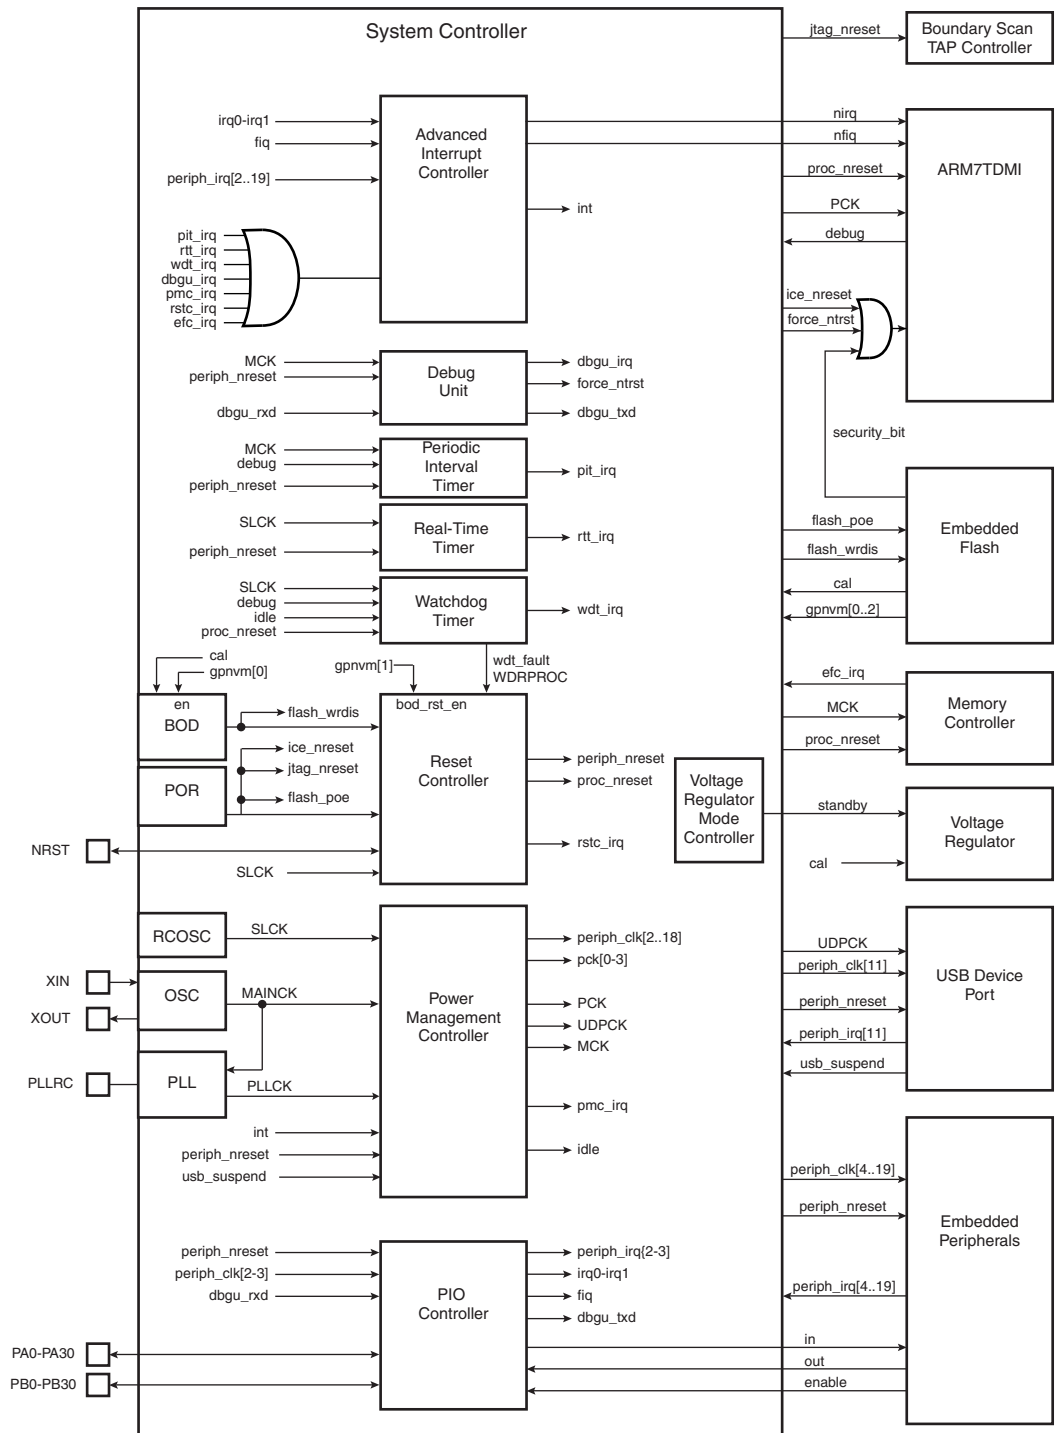 System Controller
jtag_nreset
Boundary Scan
TAP Controller
irq0-irq1
fiq
periph_irq[2..19]
Advanced
Interrupt
Controller
int
nirq
nfiq
proc_nreset
PCK
debug
ARM7TDMI
pit_irq
rtt_irq
wdt_irq
dbgu_irq
pmc_irq
rstc_irq
efc_irq
ice_nreset
force_ntrst
security_bit
MCK
periph_nreset
dbgu_rxd
Debug
Unit
dbgu_irq
force_ntrst
dbgu_txd
MCK
debug
periph_nreset
Periodic
Interval
Timer
pit_irq
SLCK
periph_nreset
Real-Time
Timer
rtt_irq
flash_poe
flash_wrdis
cal
gpnvm[0..2]
Embedded
Flash
SLCK
debug
idle
proc_nreset
Watchdog
Timer
wdt_irq
wdt_fault
WDRPROC
cal
gpnvm[0]
en
BOD
flash_wrdis
gpnvm[1]
bod_rst_en
Reset
Controller
POR
ice_nreset
jtag_nreset
flash_poe
NRST
SLCK
periph_nreset
proc_nreset
rstc_irq
efc_irq
MCK
proc_nreset
Memory
Controller
Voltage
Regulator
Mode
Controller
standby
cal
Voltage
Regulator
RCOSC
SLCK
XIN
XOUT
OSC
MAINCK
PLLRC
PLL
PLLCK
int
periph_nreset
usb_suspend
Power
Management
Controller
periph_clk[2..18]
pck[0-3]
PCK
UDPCK
MCK
pmc_irq
idle
UDPCK
periph_clk[11]
periph_nreset
periph_irq[11]
usb_suspend
USB Device
Port
periph_clk[4..19]
periph_nreset
periph_irq[4..19]
in
out
enable
Embedded
Peripherals
periph_nreset
periph_clk[2-3]
dbgu_rxd
PIO
Controller
periph_irq{2-3]
irq0-irq1
fiq
dbgu_txd
PA0-PA30
PB0-PB30